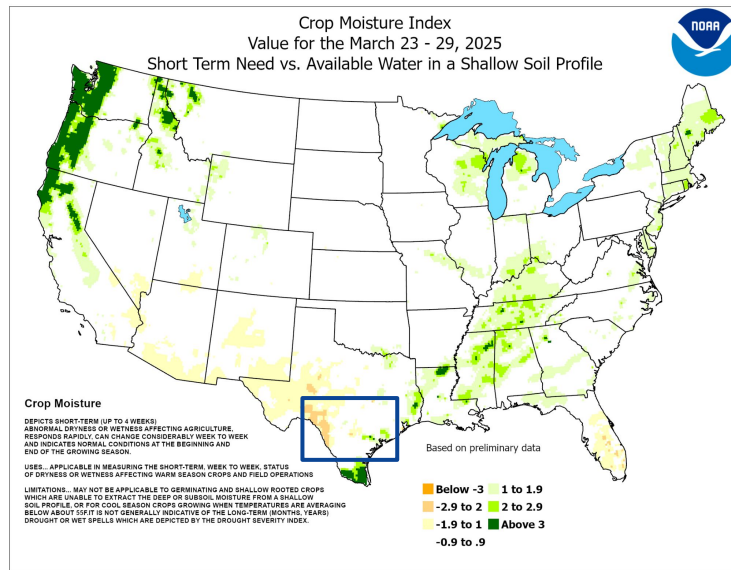 Crop Moisture Index
Value for the March 23 - 29, 2025
Short Term Need vs. Available Water in a Shallow Soil Profile
NOAA
Crop Moisture
DEPICTS SHORT-TERM (UP TO 4 WEEKS)
ABNORMAL DRYNESS OR WETNESS AFFECTING AGRICULTURE,
RESPONDS RAPIDLY, CAN CHANGE CONSIDERABLY WEEK TO WEEK
AND INDICATES NORMAL CONDITIONS AT THE BEGINNING AND
END OF THE GROWING SEASON.
USES... APPLICABLE IN MEASURING THE SHORT-TERM, WEEK TO WEEK, STATUS
OF DRYNESS OR WETNESS AFFECTING WARM SEASON CROPS AND FIELD OPERATIONS
LIMITATIONS... MAY NOT BE APPLICABLE TO GERMINATING AND SHALLOW ROOTED CROPS
WHICH ARE UNABLE TO EXTRACT THE DEEP OR SUBSOIL MOISTURE FROM A SHALLOW
SOIL PROFILE, OR FOR COOL SEASON CROPS GROWING WHEN TEMPERATURES ARE AVERAGING
BELOW ABOUT 55F.IT IS NOT GENERALLY INDICATIVE OF THE LONG-TERM (MONTHS, YEARS)
DROUGHT OR WET SPELLS WHICH ARE DEPICTED BY THE DROUGHT SEVERITY INDEX.
Based on preliminary data
Below -3
-2.9 to 2
-1.9 to 1
-0.9 to .9
1 to 1.9
2 to 2.9
Above 3